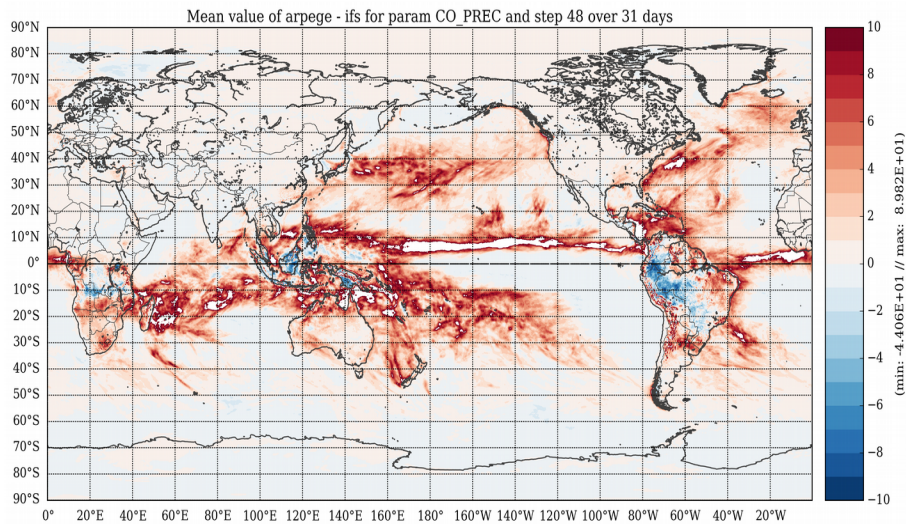 Mean value of arpege - ifs for param CO_PREC and step 48 over 31 days
90°N
80°N
70°N
60°N
50°N
40°N
30°N
20°N
10°N
0°
10°S
20°S
30°S
40°S
50°S
60°S
70°S
80°S
90°S
0° 20°E 40°E 60°E 80°E 100°E 120°E 140°E 160°E 180° 160°W 140°W 120°W 100°W 80°W 60°W 40°W 20°W
10
8
6
4
2
0
−2
−4
−6
−8
−10
(min: -4.406E+01 // max: 8.982E+01)